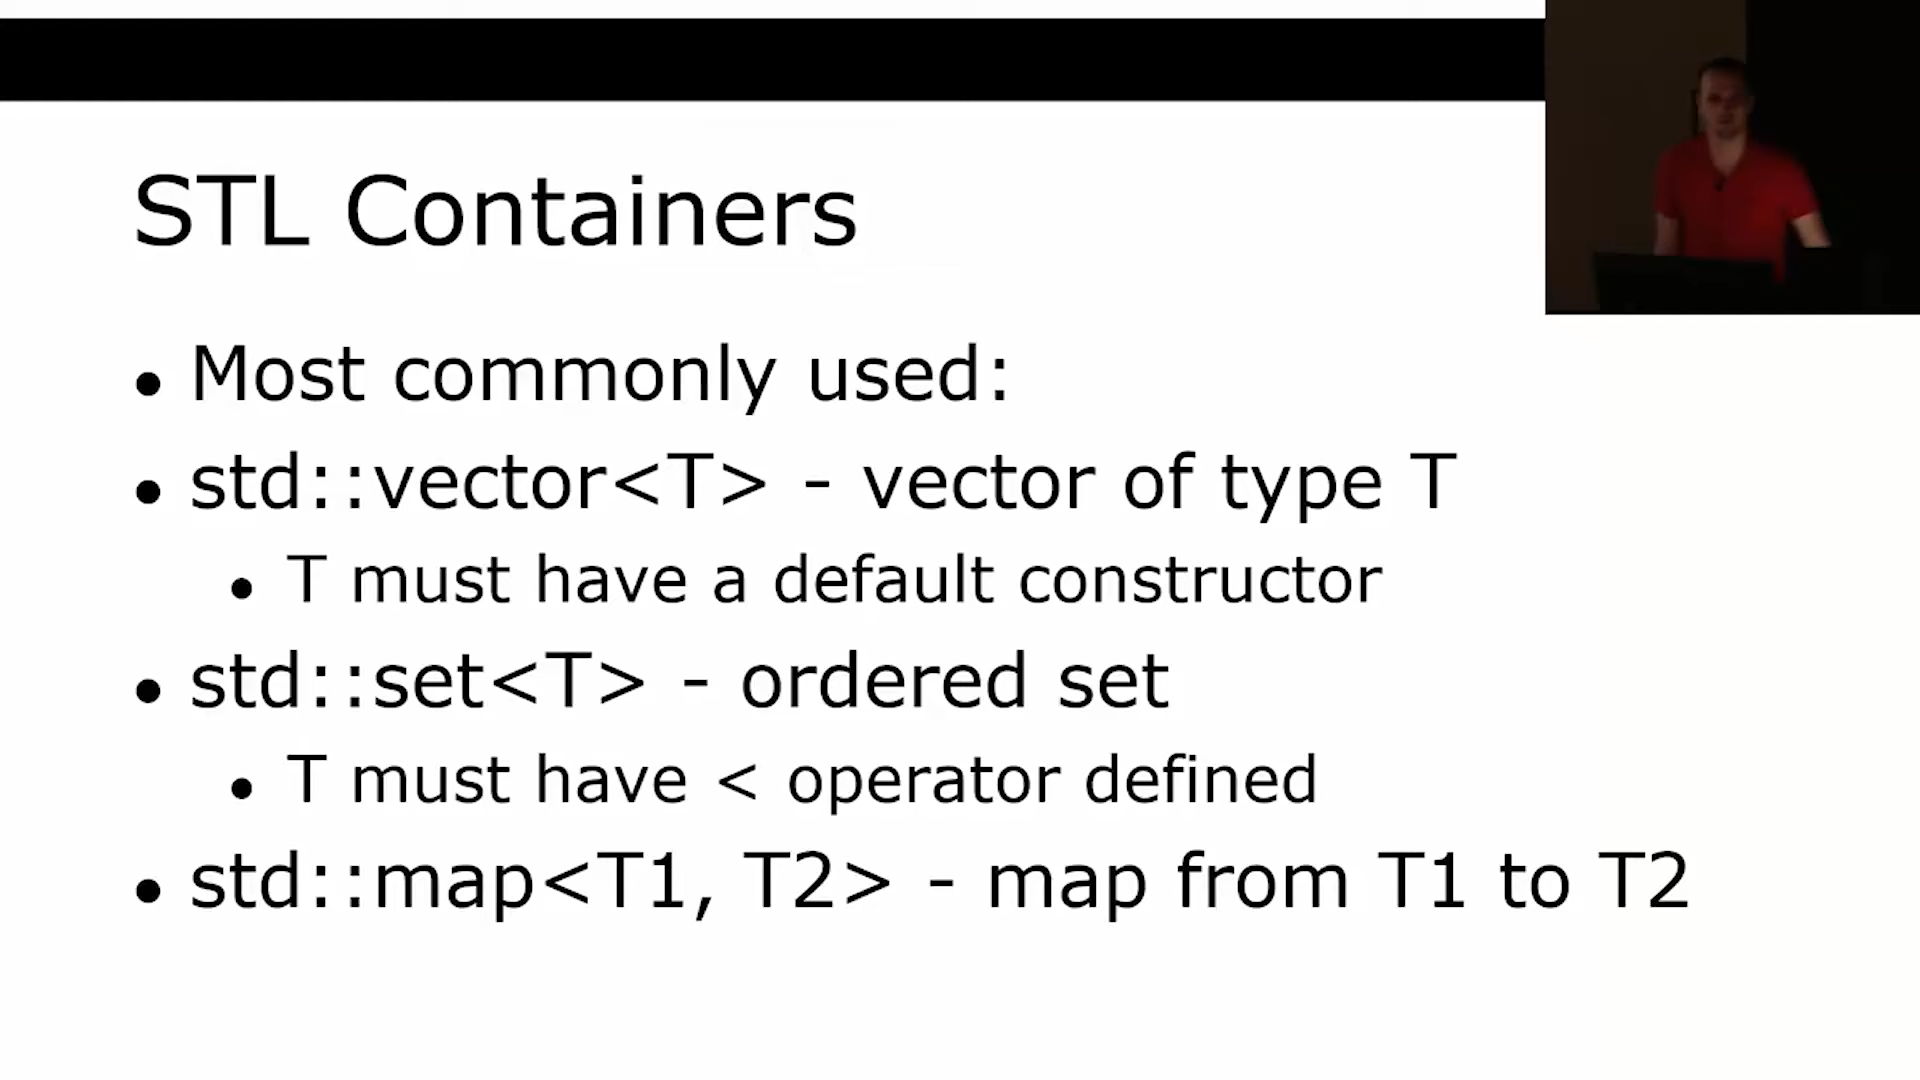 STL Containers
• Most commonly used:
• std::vector<T> - vector of type T
• T must have a default constructor
• std::set<T> - ordered set
• T must have < operator defined
• std::map<T1, T2> - map from T1 to T2